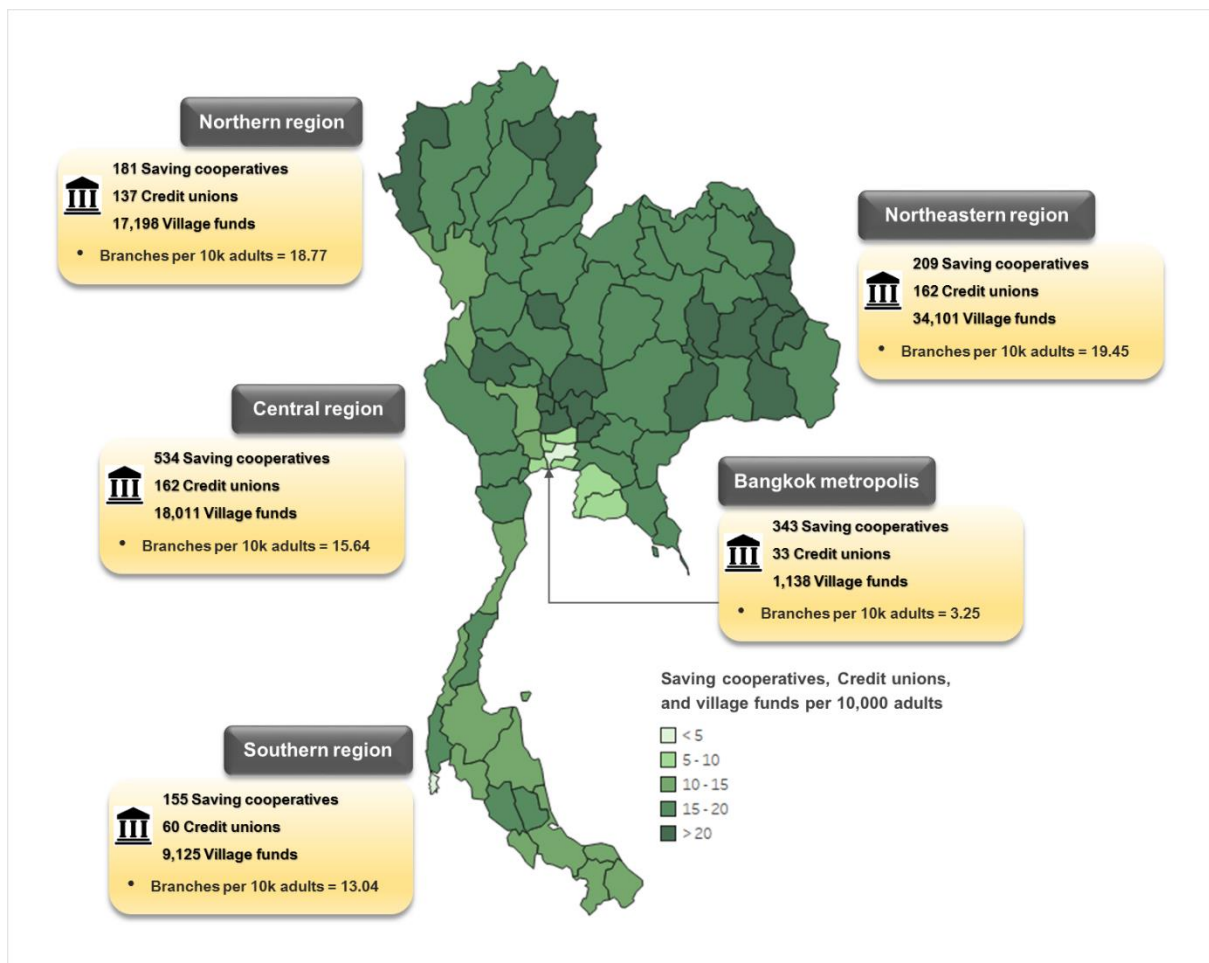 Northern region
181 Saving cooperatives
137 Credit unions
17,198 Village funds
• Branches per 10k adults = 18.77
Northeastern region
209 Saving cooperatives
162 Credit unions
34,101 Village funds
• Branches per 10k adults = 19.45
Central region
534 Saving cooperatives
162 Credit unions
18,011 Village funds
• Branches per 10k adults = 15.64
Bangkok metropolis
343 Saving cooperatives
33 Credit unions
1,138 Village funds
• Branches per 10k adults = 3.25
Saving cooperatives, Credit unions,
and village funds per 10,000 adults
< 5
5 - 10
10 - 15
15 - 20
> 20
Southern region
155 Saving cooperatives
60 Credit unions
9,125 Village funds
• Branches per 10k adults = 13.04